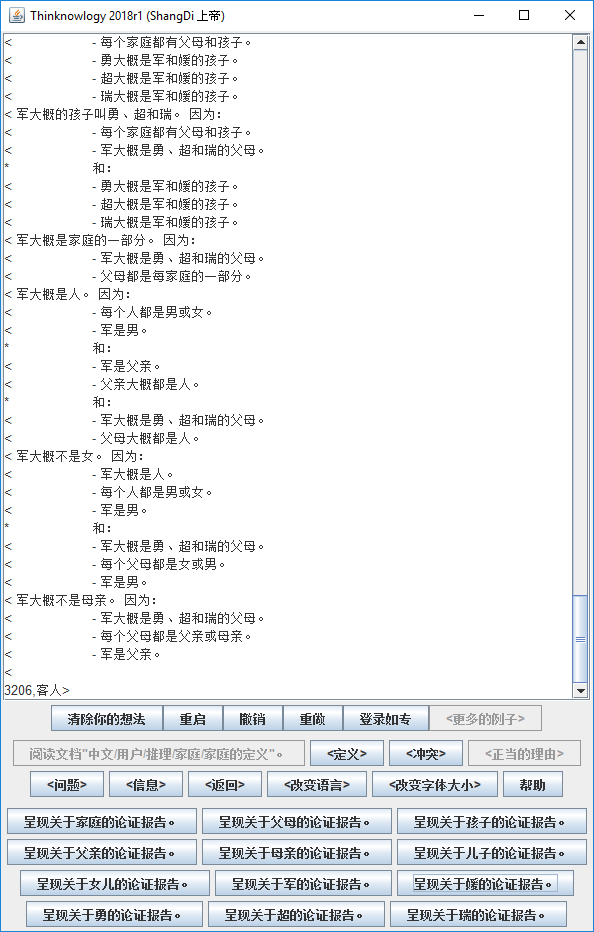 Thinknowlogy 2018r1 (ShangDi 上帝)
< - 每个家庭都有父母和孩子。
< - 勇大概是军和媛的孩子。
< - 超大概是军和媛的孩子。
< - 瑞大概是军和媛的孩子。
< 军大概的孩子叫勇、超和瑞。 因为:
< - 每个家庭都有父母和孩子。
< - 军大概是勇、超和瑞的父母。
* 和:
< - 勇大概是军和媛的孩子。
< - 超大概是军和媛的孩子。
< - 瑞大概是军和媛的孩子。
< 军大概是家庭的一部分。 因为:
< - 军大概是勇、超和瑞的父母。
< - 父母都是每家庭的一部分。
< 军大概是人。 因为:
< - 每个人都是男或女。
< - 军是男。
* 和:
< - 军是父亲。
< - 父亲大概都是人。
* 和:
< - 军大概是勇、超和瑞的父母。
< - 父母大概都是人。
< 军大概不是女。 因为:
< - 军大概是人。
< - 每个人都是男或女。
< - 军是男。
* 和:
< - 军大概是勇、超和瑞的父母。
< - 每个父母都是女或男。
< - 军是男。
< 军大概不是母亲。 因为:
< - 军大概是勇、超和瑞的父母。
< - 每个父母都是父亲或母亲。
< - 军是父亲。
<
3206,客人>
清除你的想法 重启 撤销 重做 登录如专 <更多的例子>
阅读文档"中文/用户/推理/家庭/家庭的定义"。 <定义> <冲突> <正当的理由>
<问题> <信息> <返回> <改变语言> <改变字体大小> 帮助
呈现关于家庭的论证报告。 呈现关于父母的论证报告。 呈现关于孩子的论证报告。
呈现关于父亲的论证报告。 呈现关于母亲的论证报告。 呈现关于儿子的论证报告。
呈现关于女儿的论证报告。 呈现关于军的论证报告。 呈现关于媛的论证报告。
呈现关于勇的论证报告。 呈现关于超的论证报告。 呈现关于瑞的论证报告。